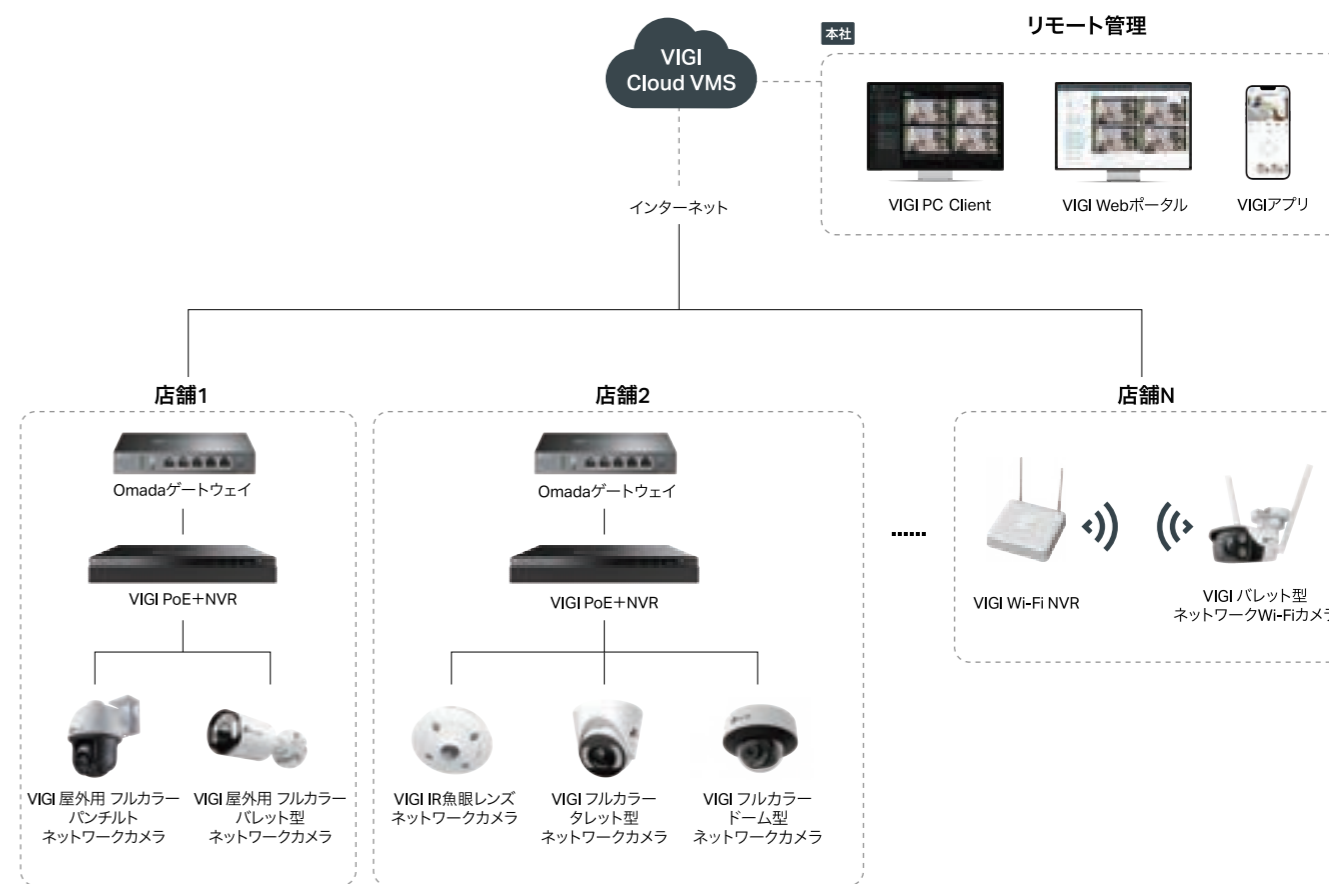 リモート管理
本社
VIGI
Cloud VMS
VIGI PC Client
VIGI Webポータル
VIGIアプリ
インターネット
店舗1
店舗2
店舗N
Omadaゲートウェイ
Omadaゲートウェイ
......
VIGI PoE+NVR
VIGI PoE+NVR
VIGI Wi-Fi NVR
VIGI バレット型
ネットワークWi-Fiカメラ
VIGI 屋外用 フルカラー
パンチルト
ネットワークカメラ
VIGI 屋外用 フルカラー
バレット型
ネットワークカメラ
VIGI IR魚眼レンズ
ネットワークカメラ
VIGI フルカラー
タレット型
ネットワークカメラ
VIGI フルカラー
ドーム型
ネットワークカメラ